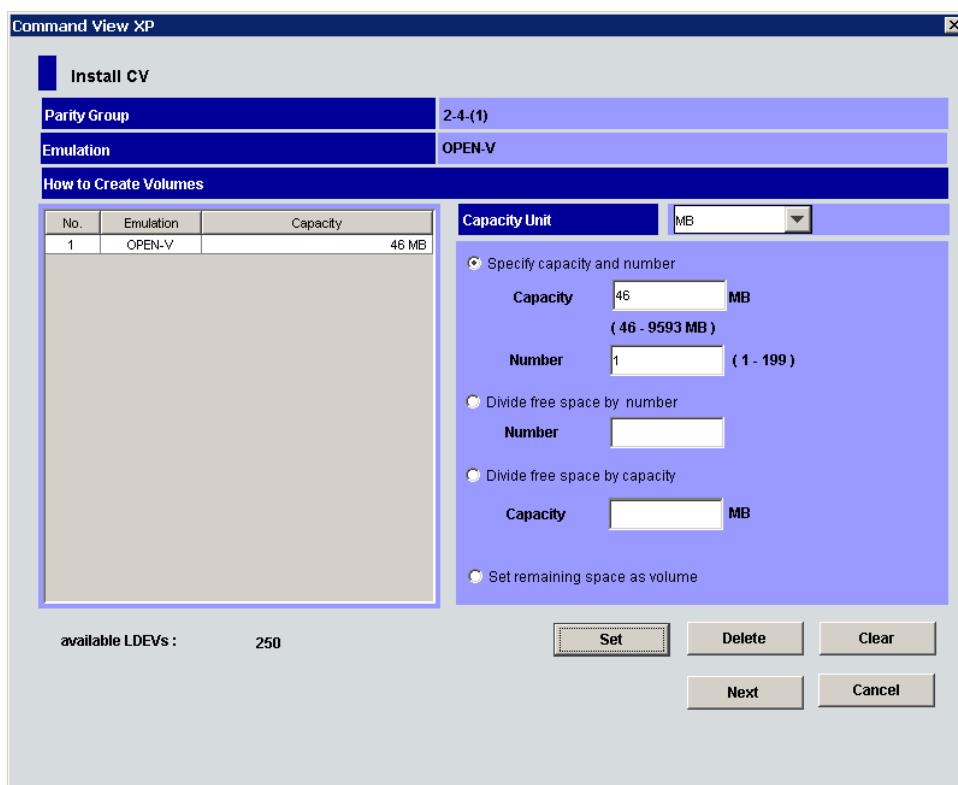 Command View XP
Install CV
Parity Group 2-4-(1)
Emulation OPEN-V
How to Create Volumes
No. Emulation Capacity
1 OPEN-V 46 MB
Capacity Unit MB
Specify capacity and number
Capacity 46 MB
( 46 - 9593 MB )
Number 1 ( 1 - 199 )
Divide free space by number
Number
Divide free space by capacity
Capacity MB
Set remaining space as volume
available LDEVs : 250
Set Delete Clear
Next Cancel